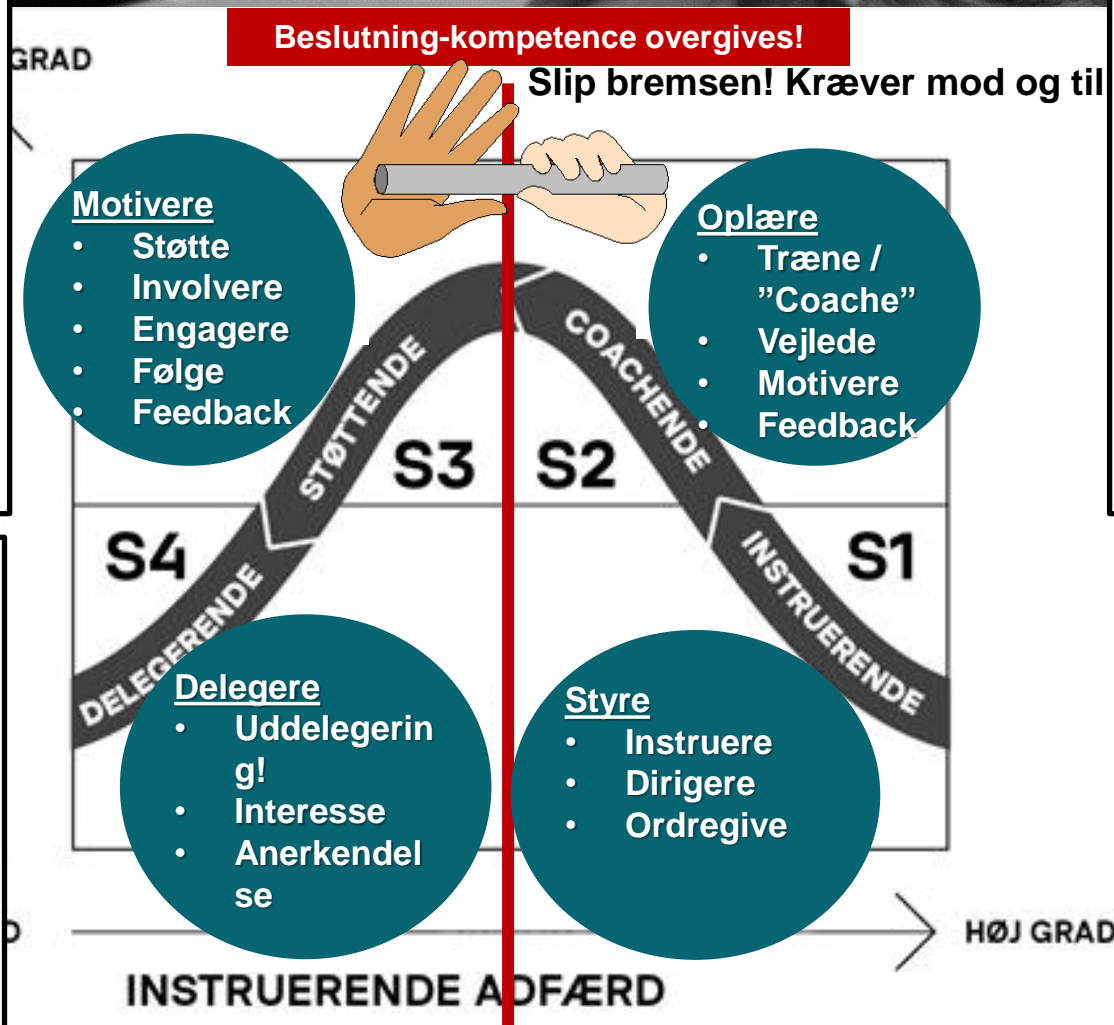 Beslutning-kompetence overgives!
GRAD
Slip bremsen! Kræver mod og til
Motivere
• Støtte
• Involvere
• Engagere
• Følge
• Feedback
Oplære
• Træne /
”Coache”
• Vejlede
• Motivere
• Feedback
STØTTENDE
COACHENDE
S3
S2
S4
S1
DELEGERENDE
INSTRUERENDE
Delegere
• Uddelegerin
g!
• Interesse
• Anerkendel
se
Styre
• Instruere
• Dirigere
• Ordregive
D
HØJ GRAD
INSTRUERENDE ADFÆRD